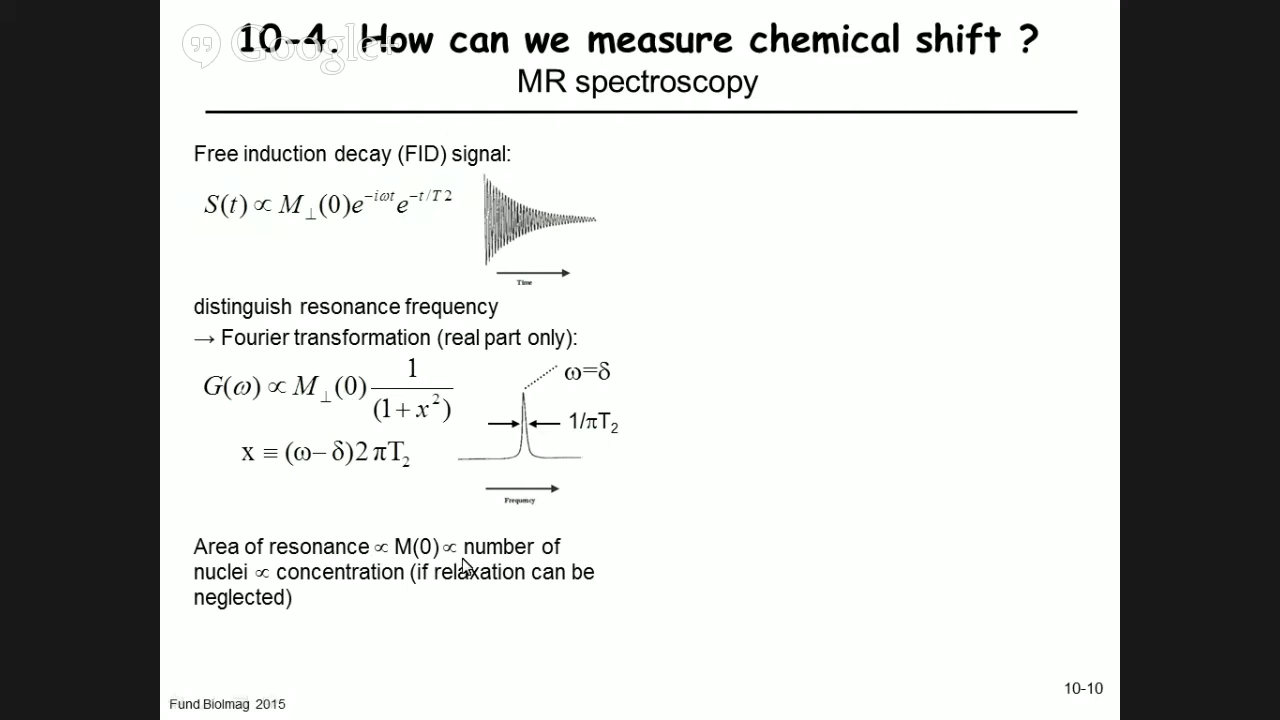 10-4. How can we measure chemical shift ?
Google+
MR spectroscopy
Free induction decay (FID) signal:
S(t) ∝ M⊥(0)e^{−iωt}e^{−t/T2}
Time
distinguish resonance frequency
→ Fourier transformation (real part only):
G(ω) ∝ M⊥(0) 1/(1+x²)
ω=δ
1/πT₂
x ≡ (ω–δ)2πT₂
Frequency
Area of resonance ∝ M(0)∝ number of
nuclei ∝ concentration (if relaxation can be
neglected)
10-10
Fund BioImag 2015